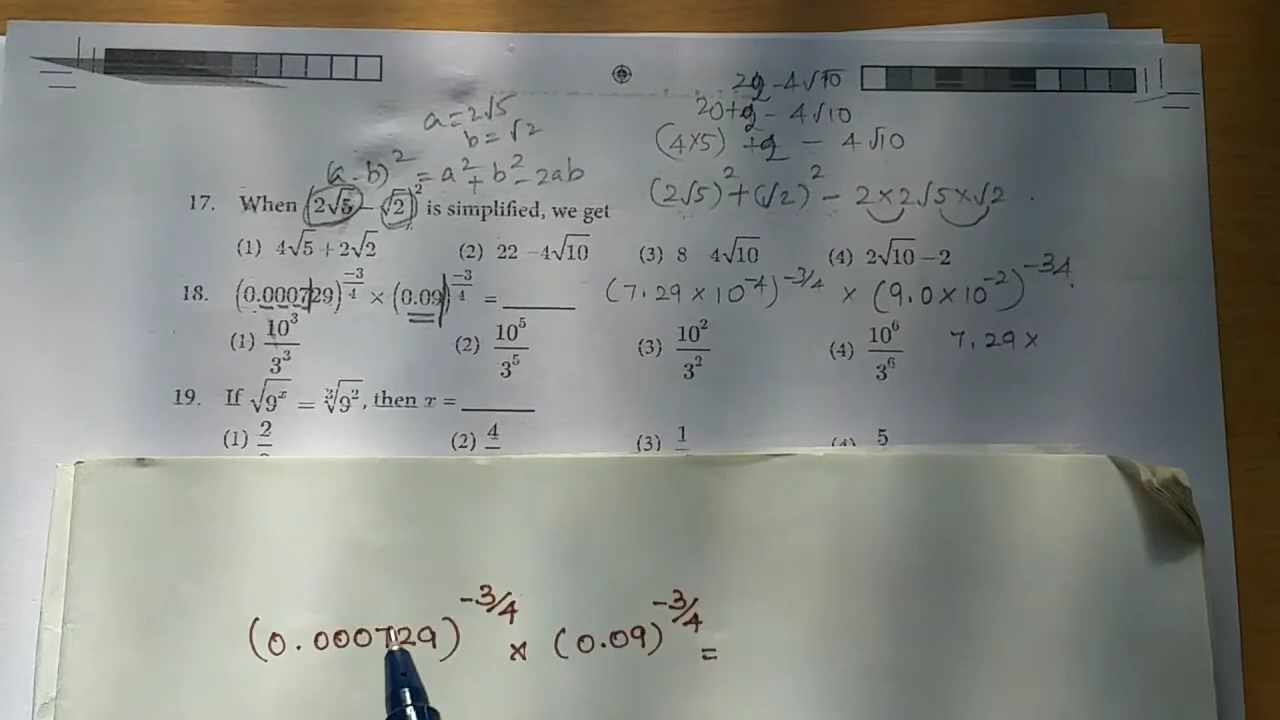 2g - 4√10
a = 2√5
20+g - 4√10
b = √2
(4×5) + g - 4√10
(a-b)² = a² + b² - 2ab
(2√5)² + (√2)² - 2×2√5×√2
17. When (2√5 - √2)² is simplified, we get
(1) 4√5 + 2√2 (2) 22 - 4√10 (3) 8 4√10 (4) 2√10 - 2
18. (0.000729)^-3/4 × (0.09)^-3/4 = ______ (7.29 × 10^-4)^-3/4 × (9.0×10^-2)^-3/4
(1) 10³/3³ (2) 10⁵/3⁵ (3) 10²/3² (4) 10⁶/3⁶ 7.29 ×
19. If √9^x = ∛9², then x = ______
(1) 2 (2) 4 (3) 1 (4) 5
(0.000729)^-3/4 × (0.09)^-3/4 =